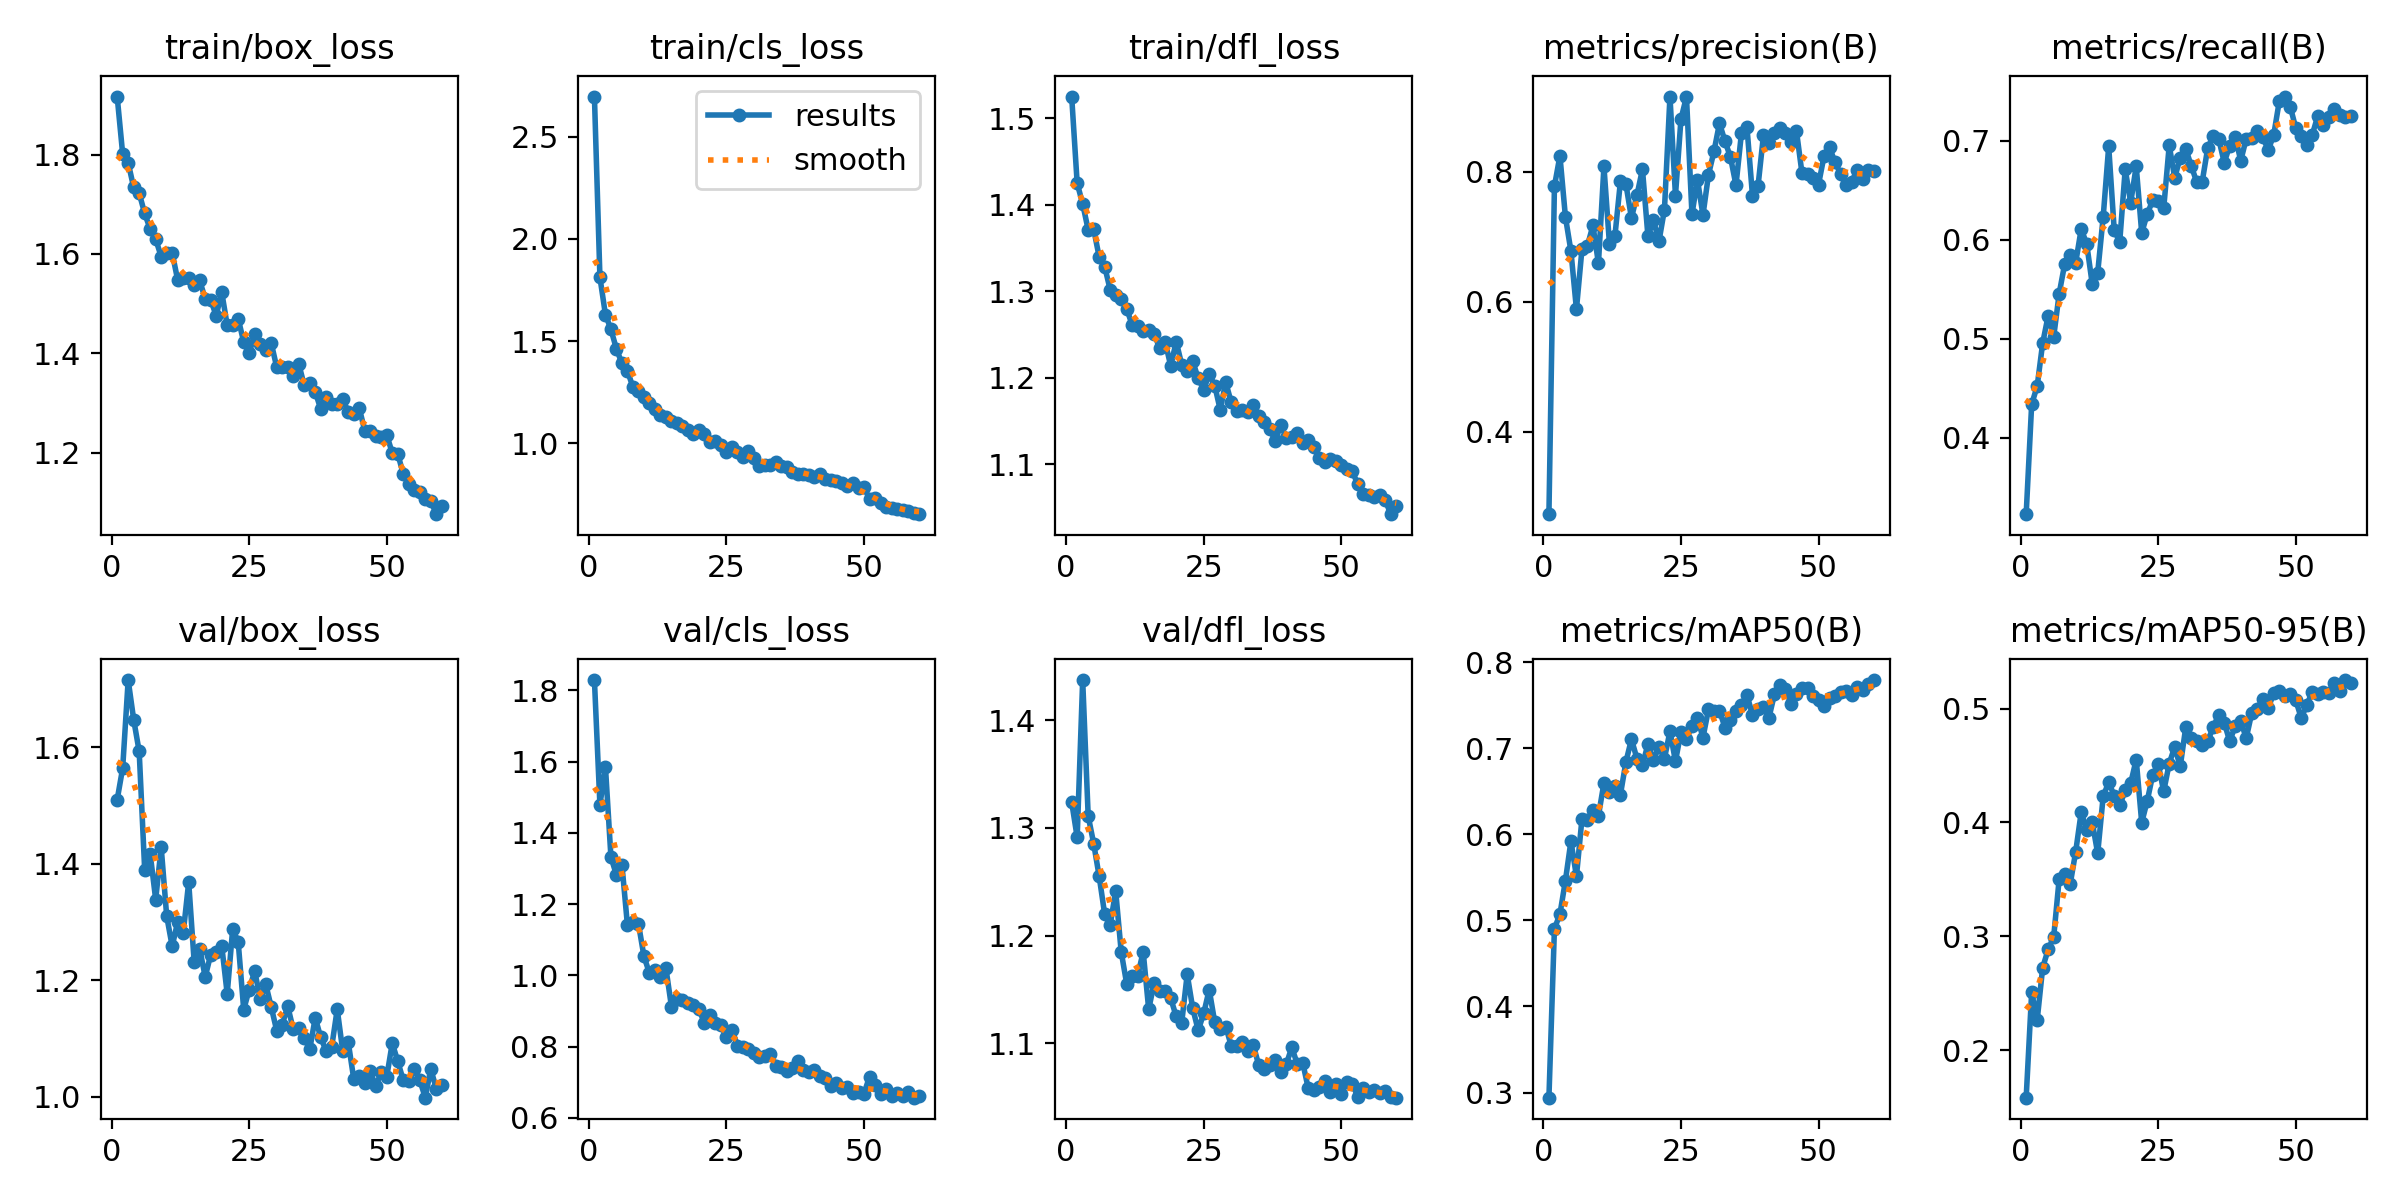 train/box_loss
1.8
1.6
1.4
1.2
0 25 50
train/cls_loss
results
smooth
2.5
2.0
1.5
1.0
0 25 50
train/dfl_loss
1.5
1.4
1.3
1.2
1.1
0 25 50
metrics/precision(B)
0.8
0.6
0.4
0 25 50
metrics/recall(B)
0.7
0.6
0.5
0.4
0 25 50
val/box_loss
1.6
1.4
1.2
1.0
0 25 50
val/cls_loss
1.8
1.6
1.4
1.2
1.0
0.8
0.6
0 25 50
val/dfl_loss
1.4
1.3
1.2
1.1
0 25 50
metrics/mAP50(B)
0.8
0.7
0.6
0.5
0.4
0.3
0 25 50
metrics/mAP50-95(B)
0.5
0.4
0.3
0.2
0 25 50